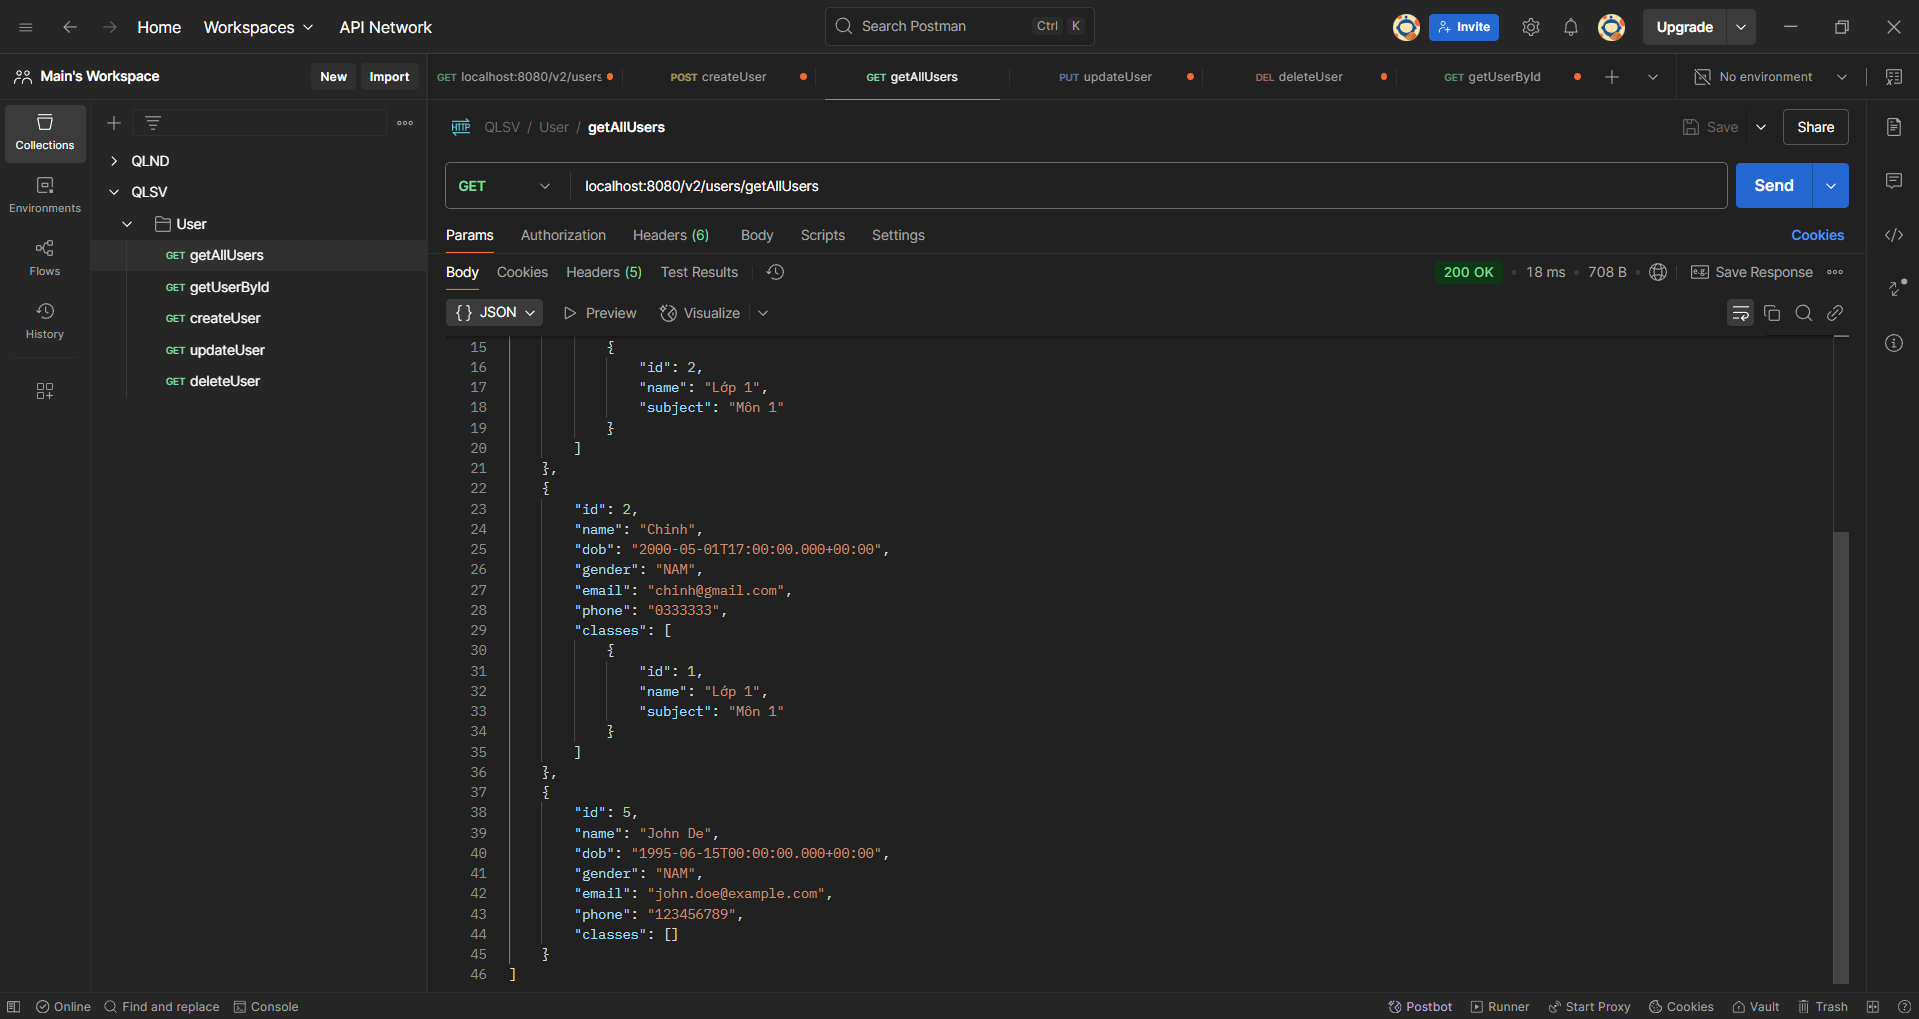 Home Workspaces API Network Search Postman Ctrl K Invite Upgrade
Main's Workspace New Import GET localhost:8080/v2/users POST createUser GET getAllUsers PUT updateUser DEL deleteUser GET getUserById No environment
Collections
Environments
Flows
History
QLND
QLSV
User
GET getAllUsers
GET getUserById
GET createUser
GET updateUser
GET deleteUser
HTTP QLSV / User / getAllUsers Save Share
GET localhost:8080/v2/users/getAllUsers Send
Params Authorization Headers (6) Body Scripts Settings Cookies
Body Cookies Headers (5) Test Results 200 OK 18 ms 708 B e.g. Save Response
{} JSON Preview Visualize
15 {
16 "id": 2,
17 "name": "Lớp 1",
18 "subject": "Môn 1"
19 }
20 ]
21 },
22 {
23 "id": 2,
24 "name": "Chinh",
25 "dob": "2000-05-01T17:00:00.000+00:00",
26 "gender": "NAM",
27 "email": "chinh@gmail.com",
28 "phone": "0333333",
29 "classes": [
30 {
31 "id": 1,
32 "name": "Lớp 1",
33 "subject": "Môn 1"
34 }
35 ]
36 },
37 {
38 "id": 5,
39 "name": "John De",
40 "dob": "1995-06-15T00:00:00.000+00:00",
41 "gender": "NAM",
42 "email": "john.doe@example.com",
43 "phone": "123456789",
44 "classes": []
45 }
46 ]
Online Find and replace Console Postbot Runner Start Proxy Cookies Vault Trash